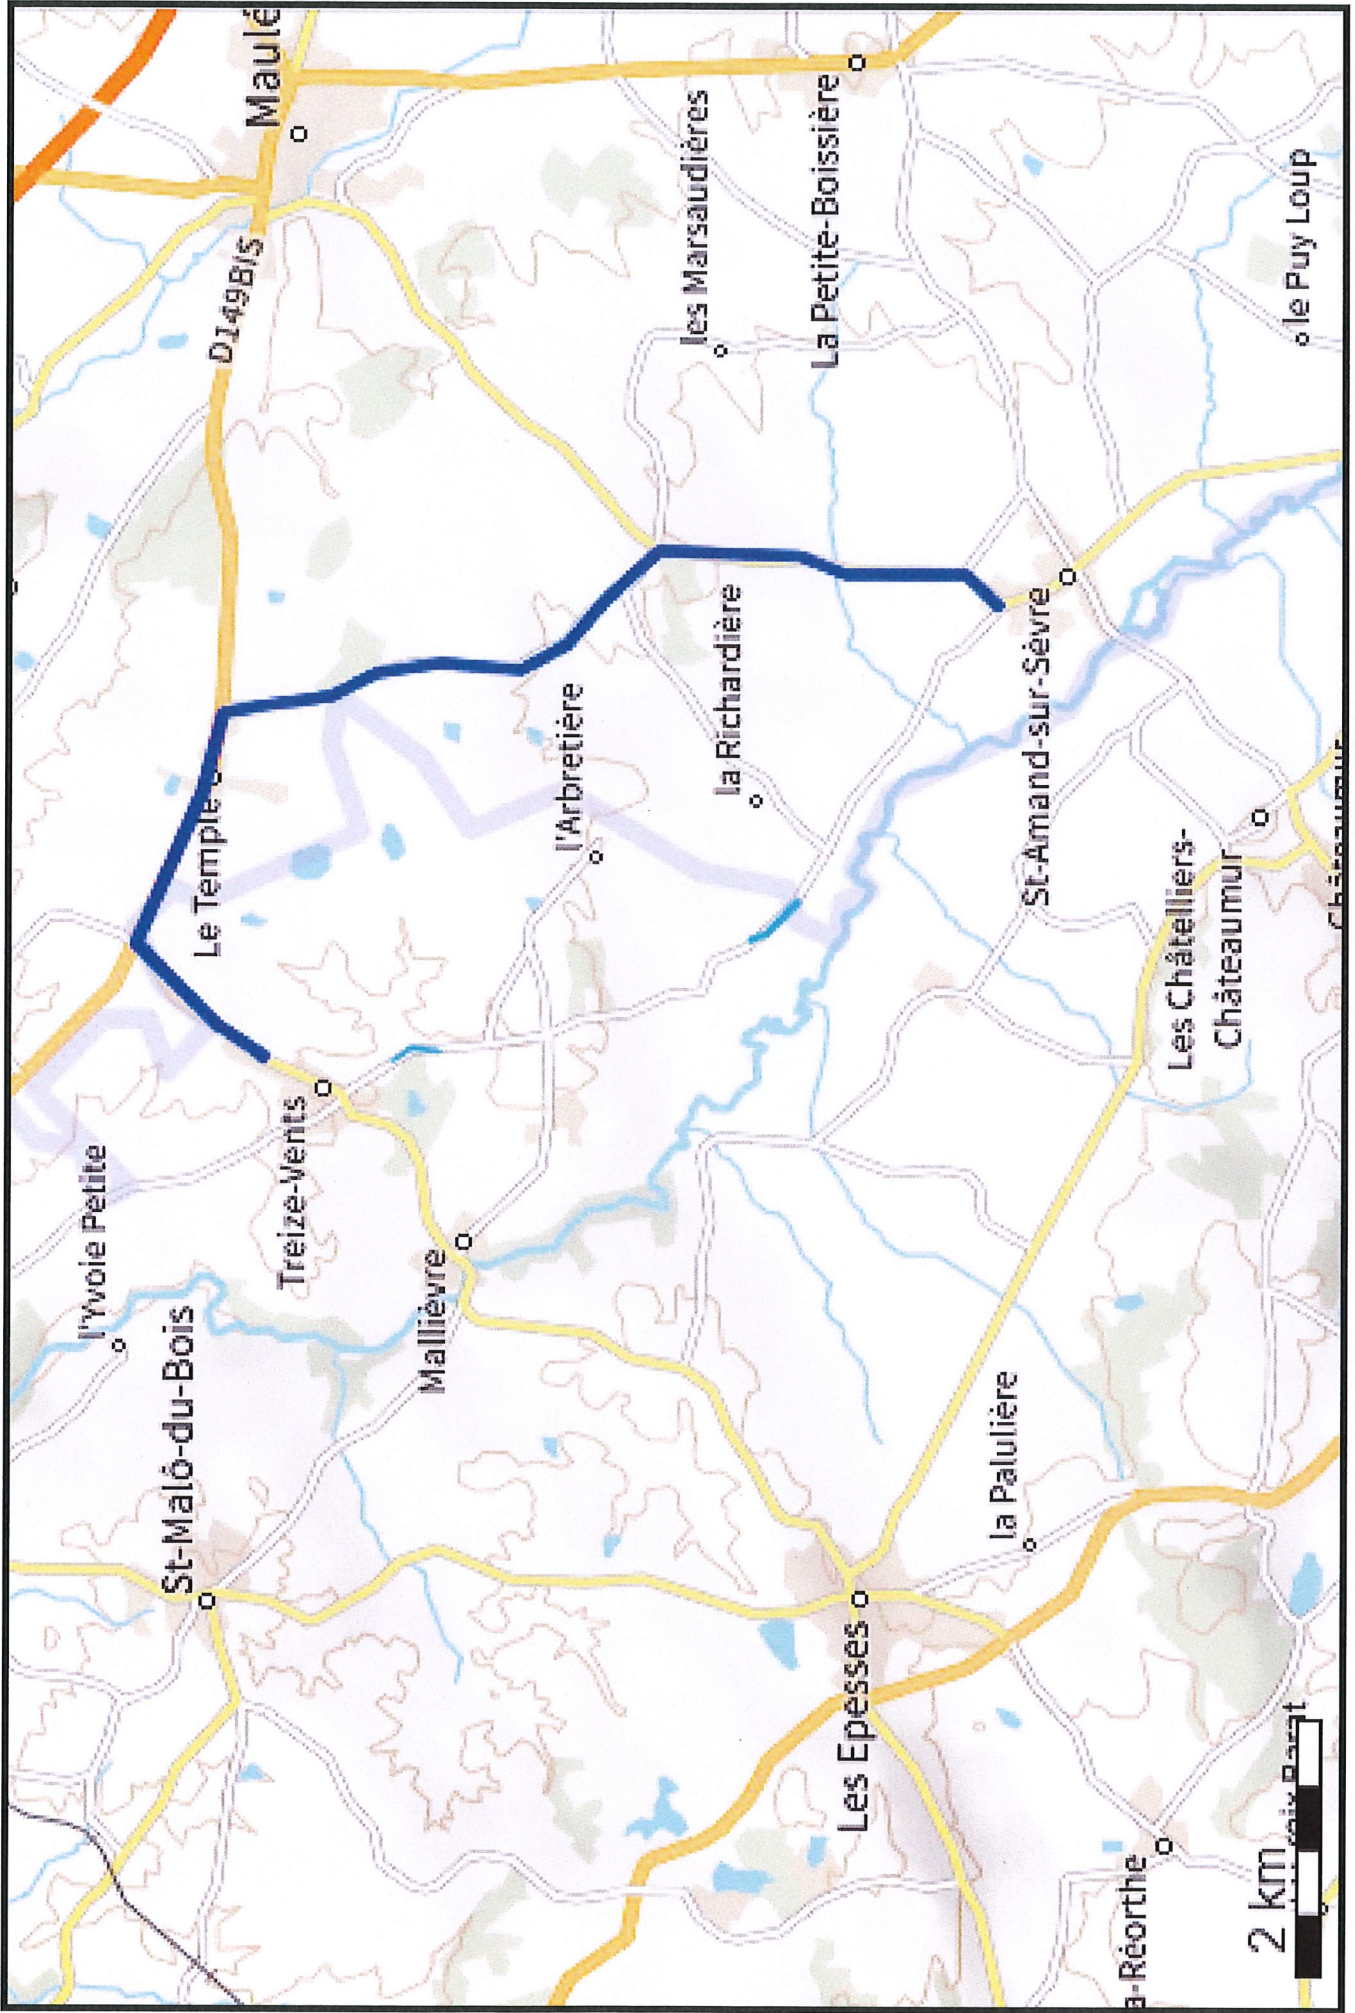 Maulé
D149BIS
les Marsaudières
La Petite-Boissière
le Puy Loup
Le Temple
l'Arbretière
la Richardière
St-Amand-sur-Sèvre
Les Châtelliers-
Châteaumur
Châteaumur
l'Yvoie Petite
Treize-Vents
Mallièvre
St-Malô-du-Bois
la Palulière
Les Epesses
a-Réorthe
2 km